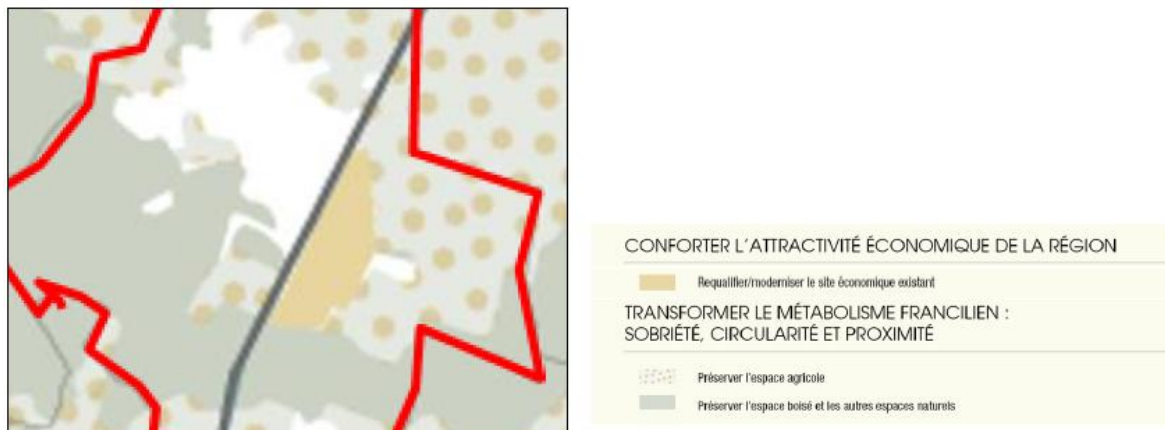 CONFORTER L'ATTRACTIVITÉ ÉCONOMIQUE DE LA RÉGION
Requalifier/moderniser le site économique existant
TRANSFORMER LE MÉTABOLISME FRANCILIEN :
SOBRIÉTÉ, CIRCULARITÉ ET PROXIMITÉ
Préserver l'espace agricole
Préserver l'espace boisé et les autres espaces naturels